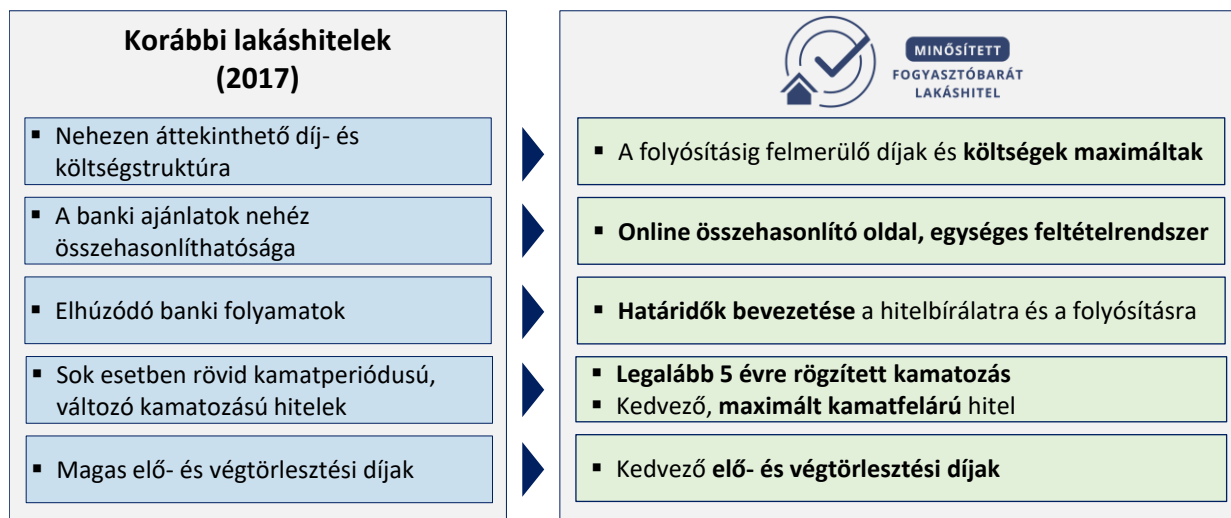 Korábbi lakáshitelek
(2017)
MINŐSÍTETT
FOGYASZTÓBARÁT
LAKÁSHITEL
▪ Nehezen áttekinthető díj- és
költségstruktúra
▪ A folyósításig felmerülő díjak és költségek maximáltak
▪ A banki ajánlatok nehéz
összehasonlíthatósága
▪ Online összehasonlító oldal, egységes feltételrendszer
▪ Elhúzódó banki folyamatok
▪ Határidők bevezetése a hitelbírálatra és a folyósításra
▪ Sok esetben rövid kamatperiódusú,
változó kamatozású hitelek
▪ Legalább 5 évre rögzített kamatozás
▪ Kedvező, maximált kamatfelárú hitel
▪ Magas elő- és végtörlesztési díjak
▪ Kedvező elő- és végtörlesztési díjak